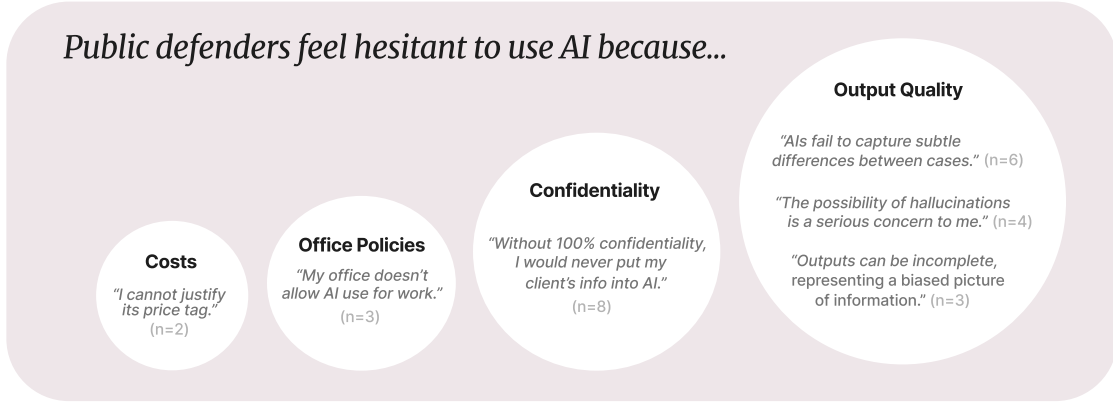 Public defenders feel hesitant to use AI because...
Costs
“I cannot justify
its price tag.”
(n=2)
Office Policies
“My office doesn’t
allow AI use for work.”
(n=3)
Confidentiality
“Without 100% confidentiality,
I would never put my
client’s info into AI.”
(n=8)
Output Quality
“AIs fail to capture subtle
differences between cases.” (n=6)
“The possibility of hallucinations
is a serious concern to me.” (n=4)
“Outputs can be incomplete,
representing a biased picture
of information.” (n=3)